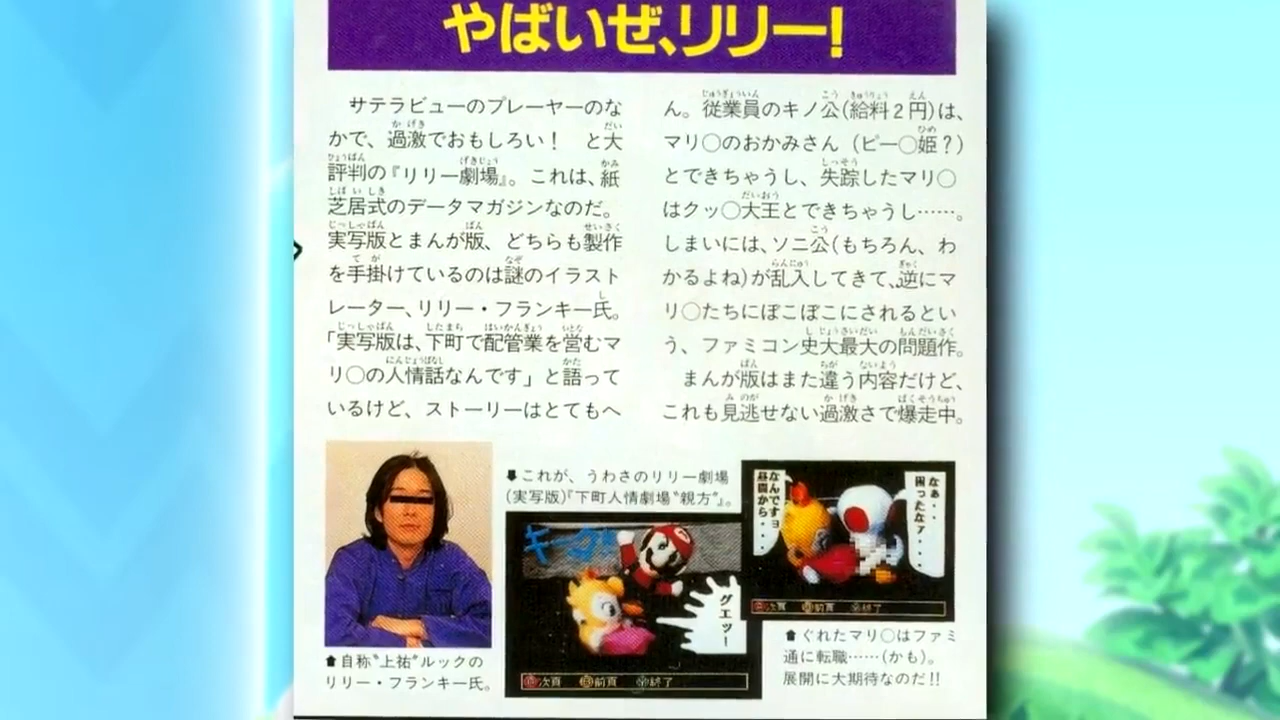 やばいぜ、リリー!
サテラビューのプレーヤーのな
かで、過激でおもしろい! と大
評判の『リリー劇場』。これは、紙
芝居式のデータマガジンなのだ。
実写版とまんが版、どちらも製作
を手掛けているのは謎のイラスト
レーター、リリー・フランキー氏。
「実写版は、下町で配管業を営むマ
リ○の人情話なんです」と語って
いるけど、ストーリーはとてもへ
ん。従業員のキノ公(給料2円)は、
マリ○のおかみさん(ピー○姫?)
とできちゃうし、失踪したマリ○
はクッ○大王とできちゃうし……。
しまいには、ソニ公(もちろん、わ
かるよね)が乱入してきて、逆にマ
リ○たちにぼこぼこにされるとい
う、ファミコン史大最大の問題作。
まんが版はまた違う内容だけど、
これも見逃せない過激さで爆走中。
⬆自称"上祐"ルックの
リリー・フランキー氏。
⬇これが、うわさのリリー劇場
(実写版)『下町人情劇場"親方"』。
キーック!!
グエッ!
次頁 前頁 終了
なぁ・・
困ったなァ・・・
なんですョ
昼間から・・・
次頁 前頁 終了
⬆ぐれたマリ○はファミ
通に転職……(かも)。
展開に大期待なのだ!!